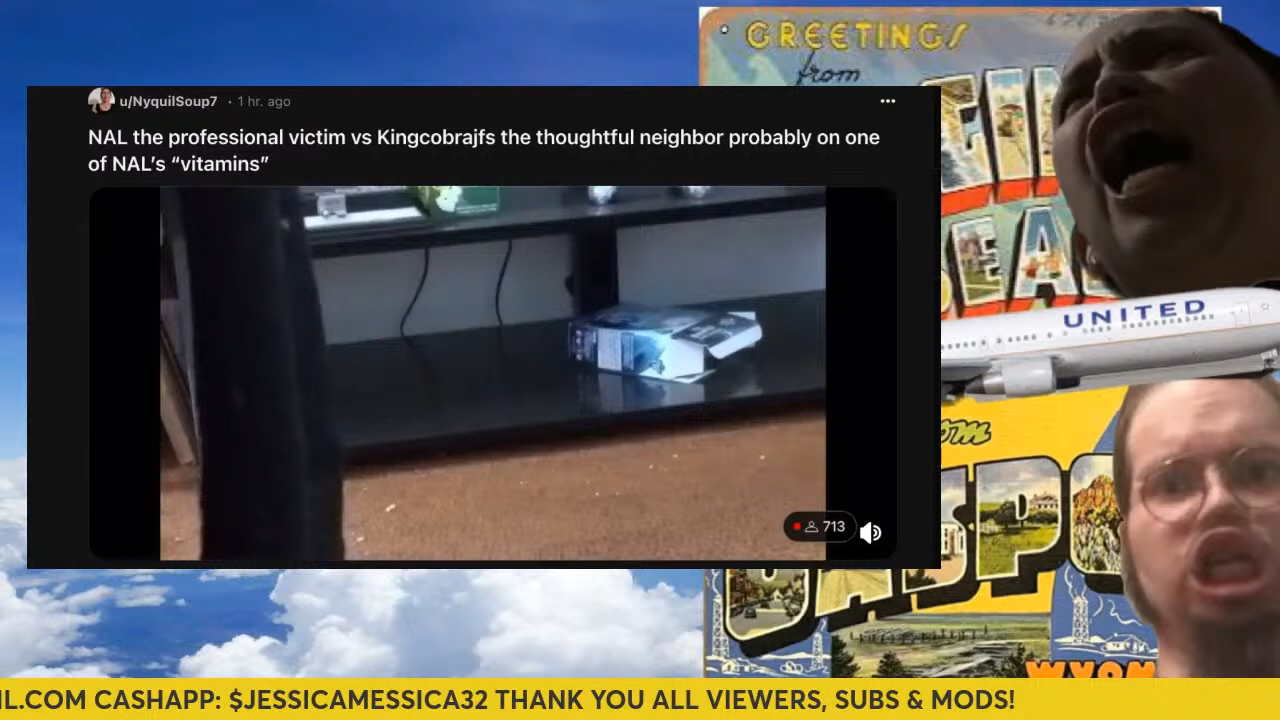 GREETINGS
from
u/NyquilSoup7 · 1 hr. ago
NAL the professional victim vs Kingcobrajfs the thoughtful neighbor probably on one
of NAL’s “vitamins”
UNITED
713
IL.COM CASHAPP: $JESSICAMESSICA32 THANK YOU ALL VIEWERS, SUBS & MODS!